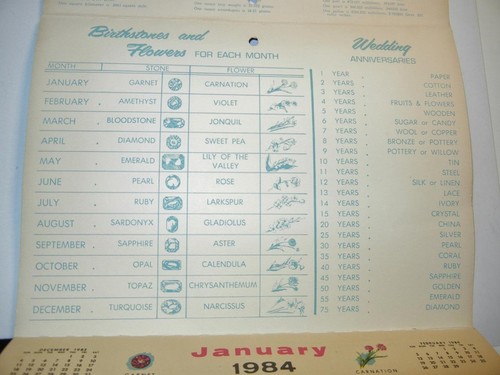 Birthstones and
Flowers FOR EACH MONTH
MONTH STONE FLOWER
JANUARY GARNET CARNATION
FEBRUARY AMETHYST VIOLET
MARCH BLOODSTONE JONQUIL
APRIL DIAMOND SWEET PEA
MAY EMERALD LILY OF THE VALLEY
JUNE PEARL ROSE
JULY RUBY LARKSPUR
AUGUST SARDONYX GLADIOLUS
SEPTEMBER SAPPHIRE ASTER
OCTOBER OPAL CALENDULA
NOVEMBER TOPAZ CHRYSANTHEMUM
DECEMBER TURQUOISE NARCISSUS
Wedding
ANNIVERSARIES
1 YEAR " PAPER
2 YEARS " COTTON
3 YEARS " LEATHER
4 YEARS " FRUITS & FLOWERS
5 YEARS " WOODEN
6 YEARS " SUGAR or CANDY
7 YEARS " WOOL or COPPER
8 YEARS " BRONZE or POTTERY
9 YEARS " POTTERY or WILLOW
10 YEARS " TIN
11 YEARS " STEEL
12 YEARS " SILK or LINEN
13 YEARS " LACE
14 YEARS " IVORY
15 YEARS " CRYSTAL
20 YEARS " CHINA
25 YEARS " SILVER
30 YEARS " PEARL
35 YEARS " CORAL
40 YEARS " RUBY
45 YEARS " SAPPHIRE
50 YEARS " GOLDEN
55 YEARS " EMERALD
75 YEARS " DIAMOND
DECEMBER 1983
January
1984
FEBRUARY 1984
GARNET
CARNATION